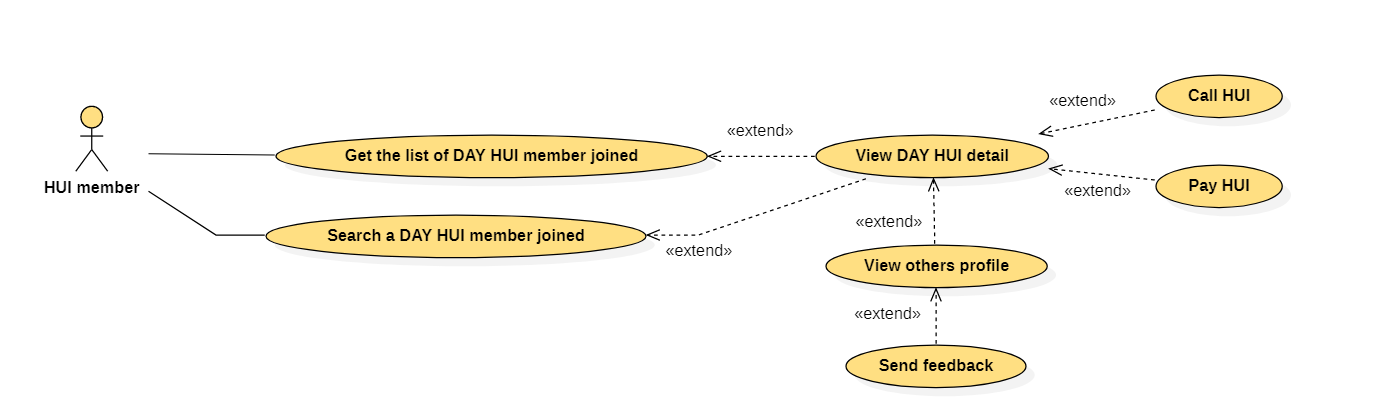 Call HUI
«extend»
«extend»
Get the list of DAY HUI member joined
View DAY HUI detail
HUI member
Pay HUI
«extend»
Search a DAY HUI member joined
«extend»
«extend»
View others profile
«extend»
Send feedback